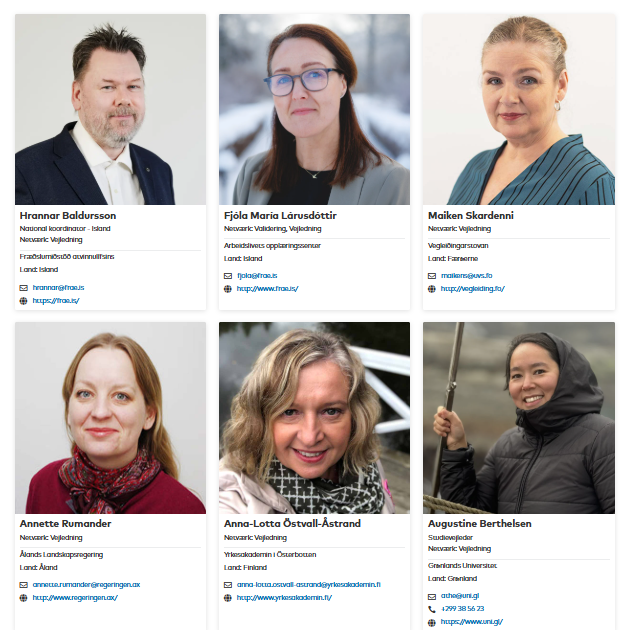 Hrannar Baldursson
National koordinator - Island
Netværk: Vejledning
Fræðslumiðstöð atvinnulífsins
Land: Island
hrannar@frae.is
https://frae.is/
Fjóla María Lárusdóttir
Netværk: Validering, Vejledning
Arbejdslivets opplæringssenter
Land: Island
fjola@frae.is
http://www.frae.is/
Maiken Skardenni
Netværk: Vejledning
Vegleiðingarstovan
Land: Færøerne
maikens@uvs.fo
http://vegleiding.fo/
Annette Rumander
Netværk: Vejledning
Ålands Landskapsregering
Land: Åland
annette.rumander@regeringen.ax
http://www.regeringen.ax/
Anna-Lotta Östvall-Åstrand
Netværk: Vejledning
Yrkesakademin i Österbotten
Land: Finland
anna-lotta.ostvall-astrand@yrkesakademin.fi
http://www.yrkesakademin.fi/
Augustine Berthelsen
Studievejleder
Netværk: Vejledning
Grønlands Universitet
Land: Grønland
athe@uni.gl
+299 38 56 23
https://www.uni.gl/